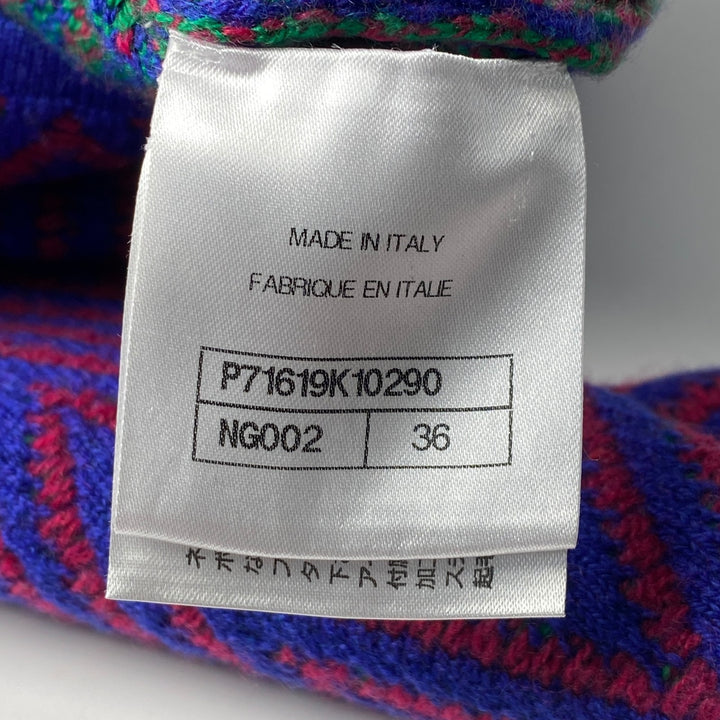 MADE IN ITALY
FABRIQUE EN ITALIE
P71619K10290
NG002 36